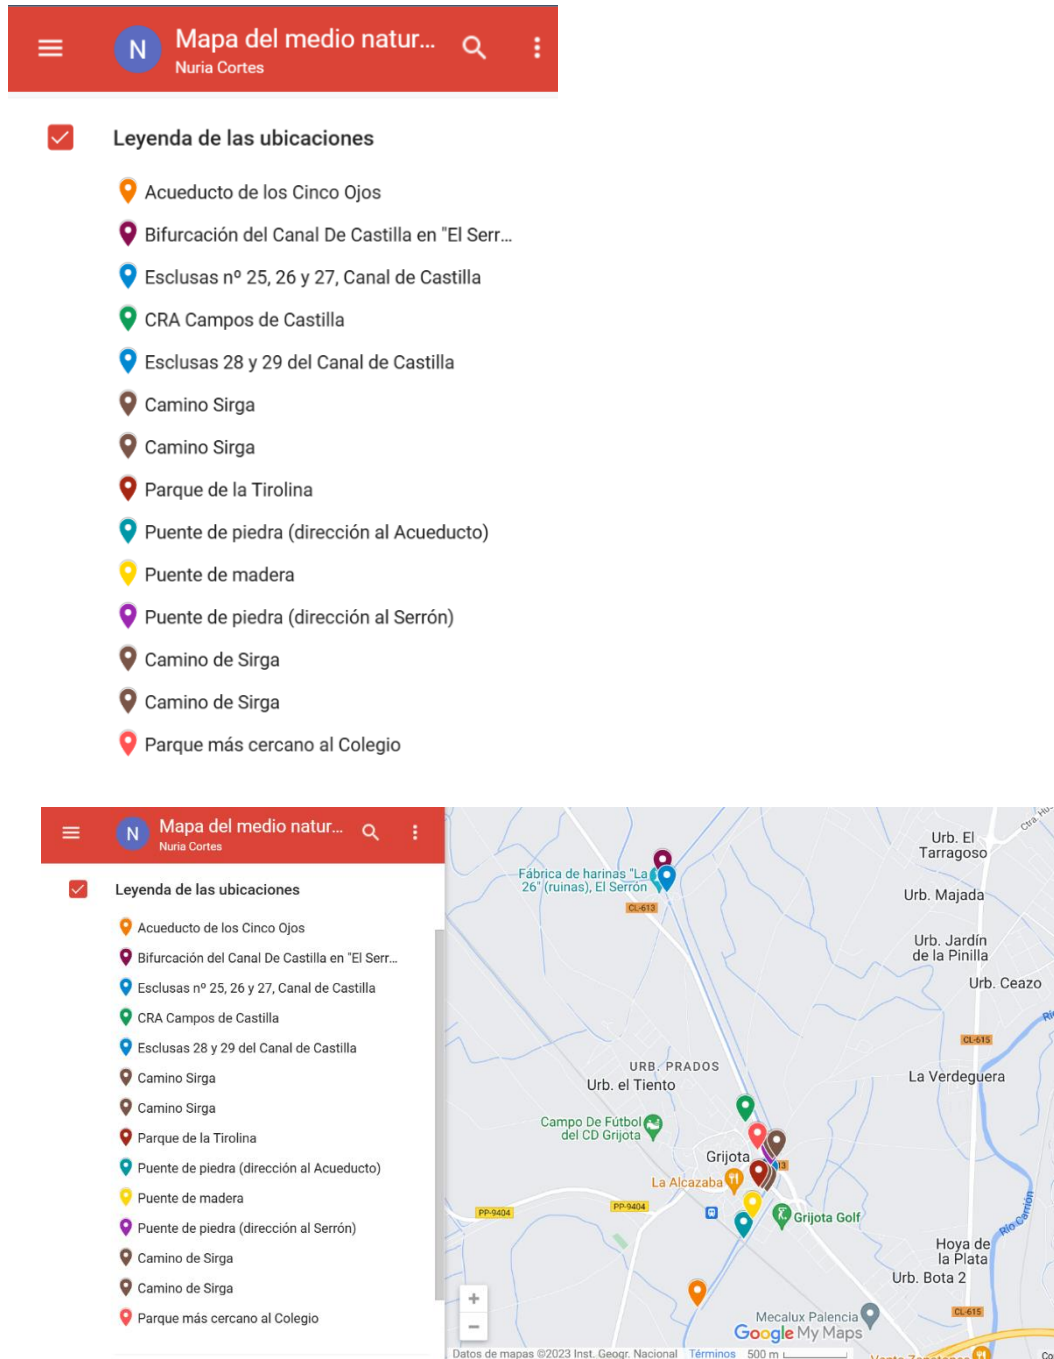 N
Mapa del medio natur...
Nuria Cortes
Leyenda de las ubicaciones
Acueducto de los Cinco Ojos
Bifurcación del Canal De Castilla en "El Serr...
Esclusas nº 25, 26 y 27, Canal de Castilla
CRA Campos de Castilla
Esclusas 28 y 29 del Canal de Castilla
Camino Sirga
Camino Sirga
Parque de la Tirolina
Puente de piedra (dirección al Acueducto)
Puente de madera
Puente de piedra (dirección al Serrón)
Camino de Sirga
Camino de Sirga
Parque más cercano al Colegio
N
Mapa del medio natur...
Nuria Cortes
Leyenda de las ubicaciones
Acueducto de los Cinco Ojos
Bifurcación del Canal De Castilla en "El Serr...
Esclusas nº 25, 26 y 27, Canal de Castilla
CRA Campos de Castilla
Esclusas 28 y 29 del Canal de Castilla
Camino Sirga
Camino Sirga
Parque de la Tirolina
Puente de piedra (dirección al Acueducto)
Puente de madera
Puente de piedra (dirección al Serrón)
Camino de Sirga
Camino de Sirga
Parque más cercano al Colegio
Ctra.
Urb. El
Tarragoso
Fábrica de harinas "La
26" (ruinas), El Serrón
CL-613
Urb. Majada
Urb. Jardín
de la Pinilla
Urb. Ceazo
CL-615
URB. PRADOS
Urb. el Tiento
La Verdeguera
Campo De Fútbol
del CD Grijota
Grijota
13
La Alcazaba
PP-9404
PP-9404
Grijota Golf
Río Carrión
Hoya de
la Plata
Urb. Bota 2
Mecalux Palencia
CL-615
Google My Maps
+
−
Datos de mapas ©2023 Inst. Geogr. Nacional
Términos
500 m